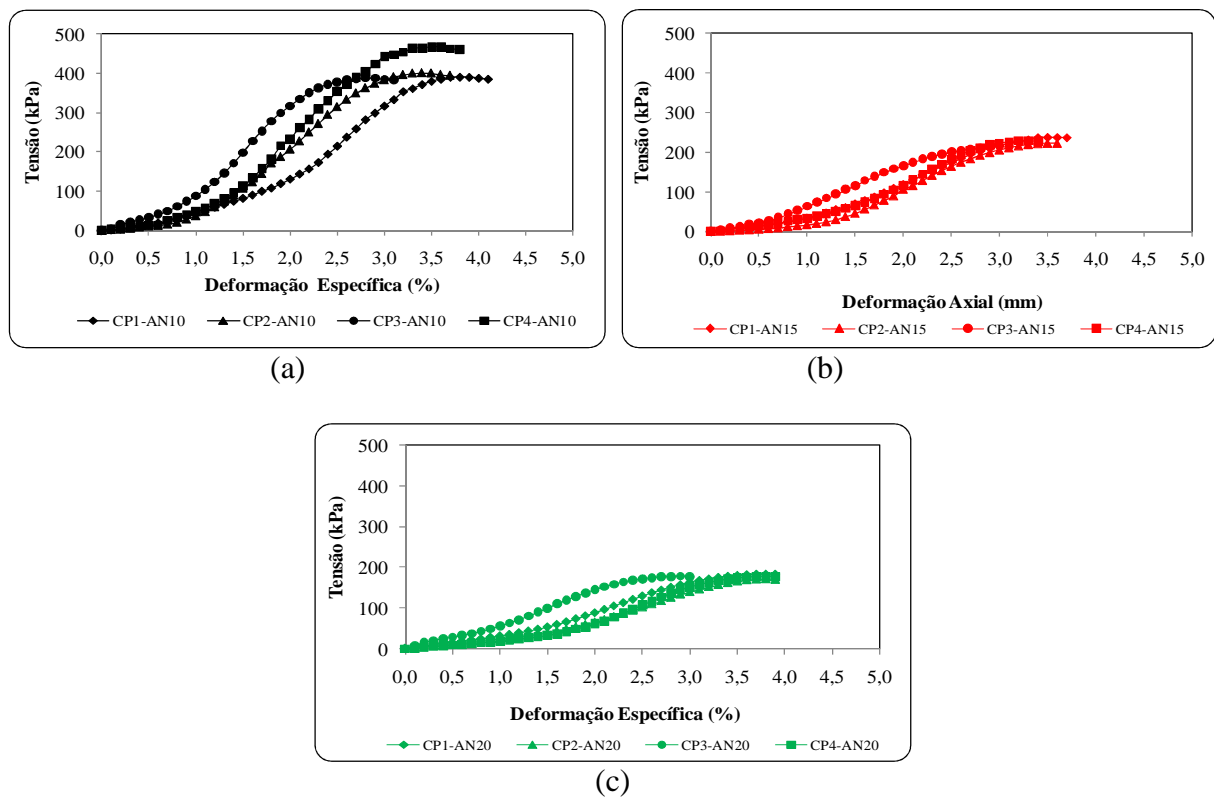 500
400
300
200
100
0
Tensão (kPa)
0,0 0,5 1,0 1,5 2,0 2,5 3,0 3,5 4,0 4,5 5,0
Deformação Específica (%)
CP1-AN10 CP2-AN10 CP3-AN10 CP4-AN10
(a)
500
400
300
200
100
0
Tensão (kPa)
0,0 0,5 1,0 1,5 2,0 2,5 3,0 3,5 4,0 4,5 5,0
Deformação Axial (mm)
CP1-AN15 CP2-AN15 CP3-AN15 CP4-AN15
(b)
500
400
300
200
100
0
Tensão (kPa)
0,0 0,5 1,0 1,5 2,0 2,5 3,0 3,5 4,0 4,5 5,0
Deformação Específica (%)
CP1-AN20 CP2-AN20 CP3-AN20 CP4-AN20
(c)